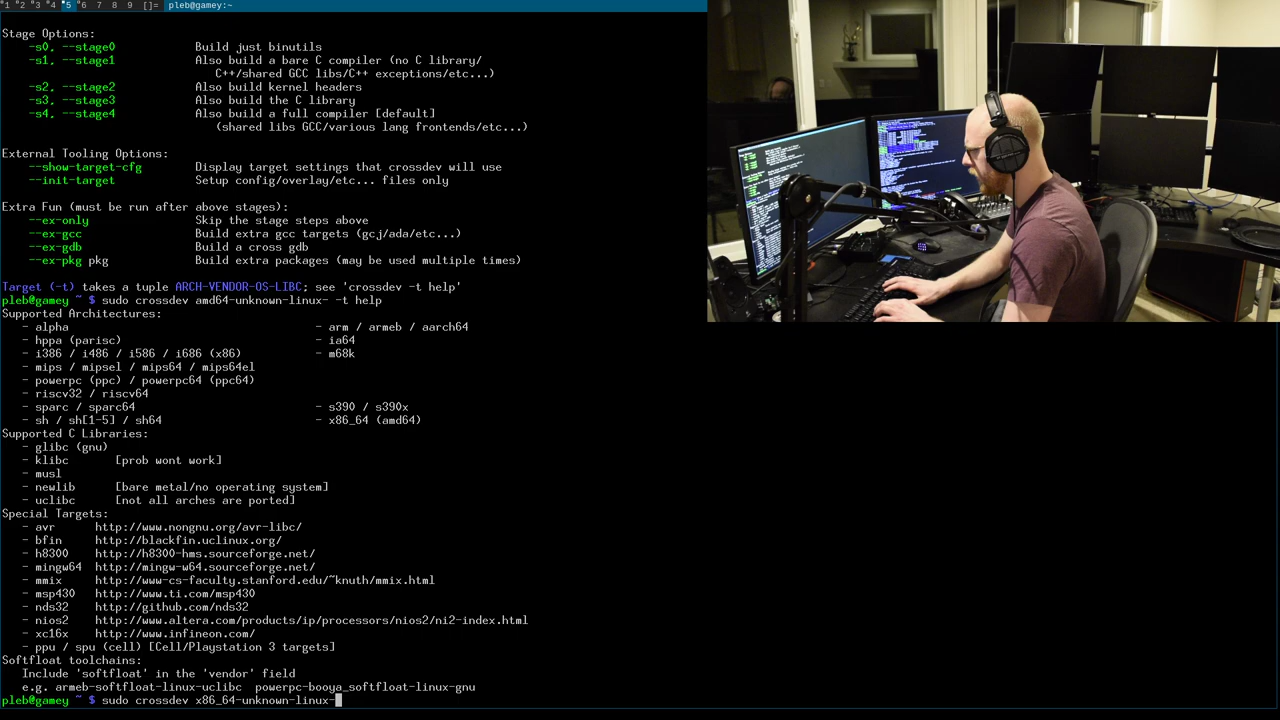 1 2 3 4 5 6 7 8 9 []= pleb@gamey:~
Stage Options:
-s0, --stage0 Build just binutils
-s1, --stage1 Also build a bare C compiler (no C library/
C++/shared GCC libs/C++ exceptions/etc...)
-s2, --stage2 Also build kernel headers
-s3, --stage3 Also build the C library
-s4, --stage4 Also build a full compiler [default]
(shared libs GCC/various lang frontends/etc...)
External Tooling Options:
--show-target-cfg Display target settings that crossdev will use
--init-target Setup config/overlay/etc... files only
Extra Fun (must be run after above stages):
--ex-only Skip the stage steps above
--ex-gcc Build extra gcc targets (gcj/ada/etc...)
--ex-gdb Build a cross gdb
--ex-pkg pkg Build extra packages (may be used multiple times)
Target (-t) takes a tuple ARCH-VENDOR-OS-LIBC; see 'crossdev -t help'
pleb@gamey ~ $ sudo crossdev amd64-unknown-linux- -t help
Supported Architectures:
- alpha - arm / armeb / aarch64
- hppa (parisc) - ia64
- i386 / i486 / i586 / i686 (x86) - m68k
- mips / mipsel / mips64 / mips64el
- powerpc (ppc) / powerpc64 (ppc64)
- riscv32 / riscv64
- sparc / sparc64 - s390 / s390x
- sh / sh[1-5] / sh64 - x86_64 (amd64)
Supported C Libraries:
- glibc (gnu)
- klibc [prob wont work]
- musl
- newlib [bare metal/no operating system]
- uclibc [not all arches are ported]
Special Targets:
- avr http://www.nongnu.org/avr-libc/
- bfin http://blackfin.uclinux.org/
- h8300 http://h8300-hms.sourceforge.net/
- mingw64 http://mingw-w64.sourceforge.net/
- mmix http://www-cs-faculty.stanford.edu/~knuth/mmix.html
- msp430 http://www.ti.com/msp430
- nds32 http://github.com/nds32
- nios2 http://www.altera.com/products/ip/processors/nios2/ni2-index.html
- xc16x http://www.infineon.com/
- ppu / spu (cell) [Cell/Playstation 3 targets]
Softfloat toolchains:
Include 'softfloat' in the 'vendor' field
e.g. armeb-softfloat-linux-uclibc powerpc-booya_softfloat-linux-gnu
pleb@gamey ~ $ sudo crossdev x86_64-unknown-linux-